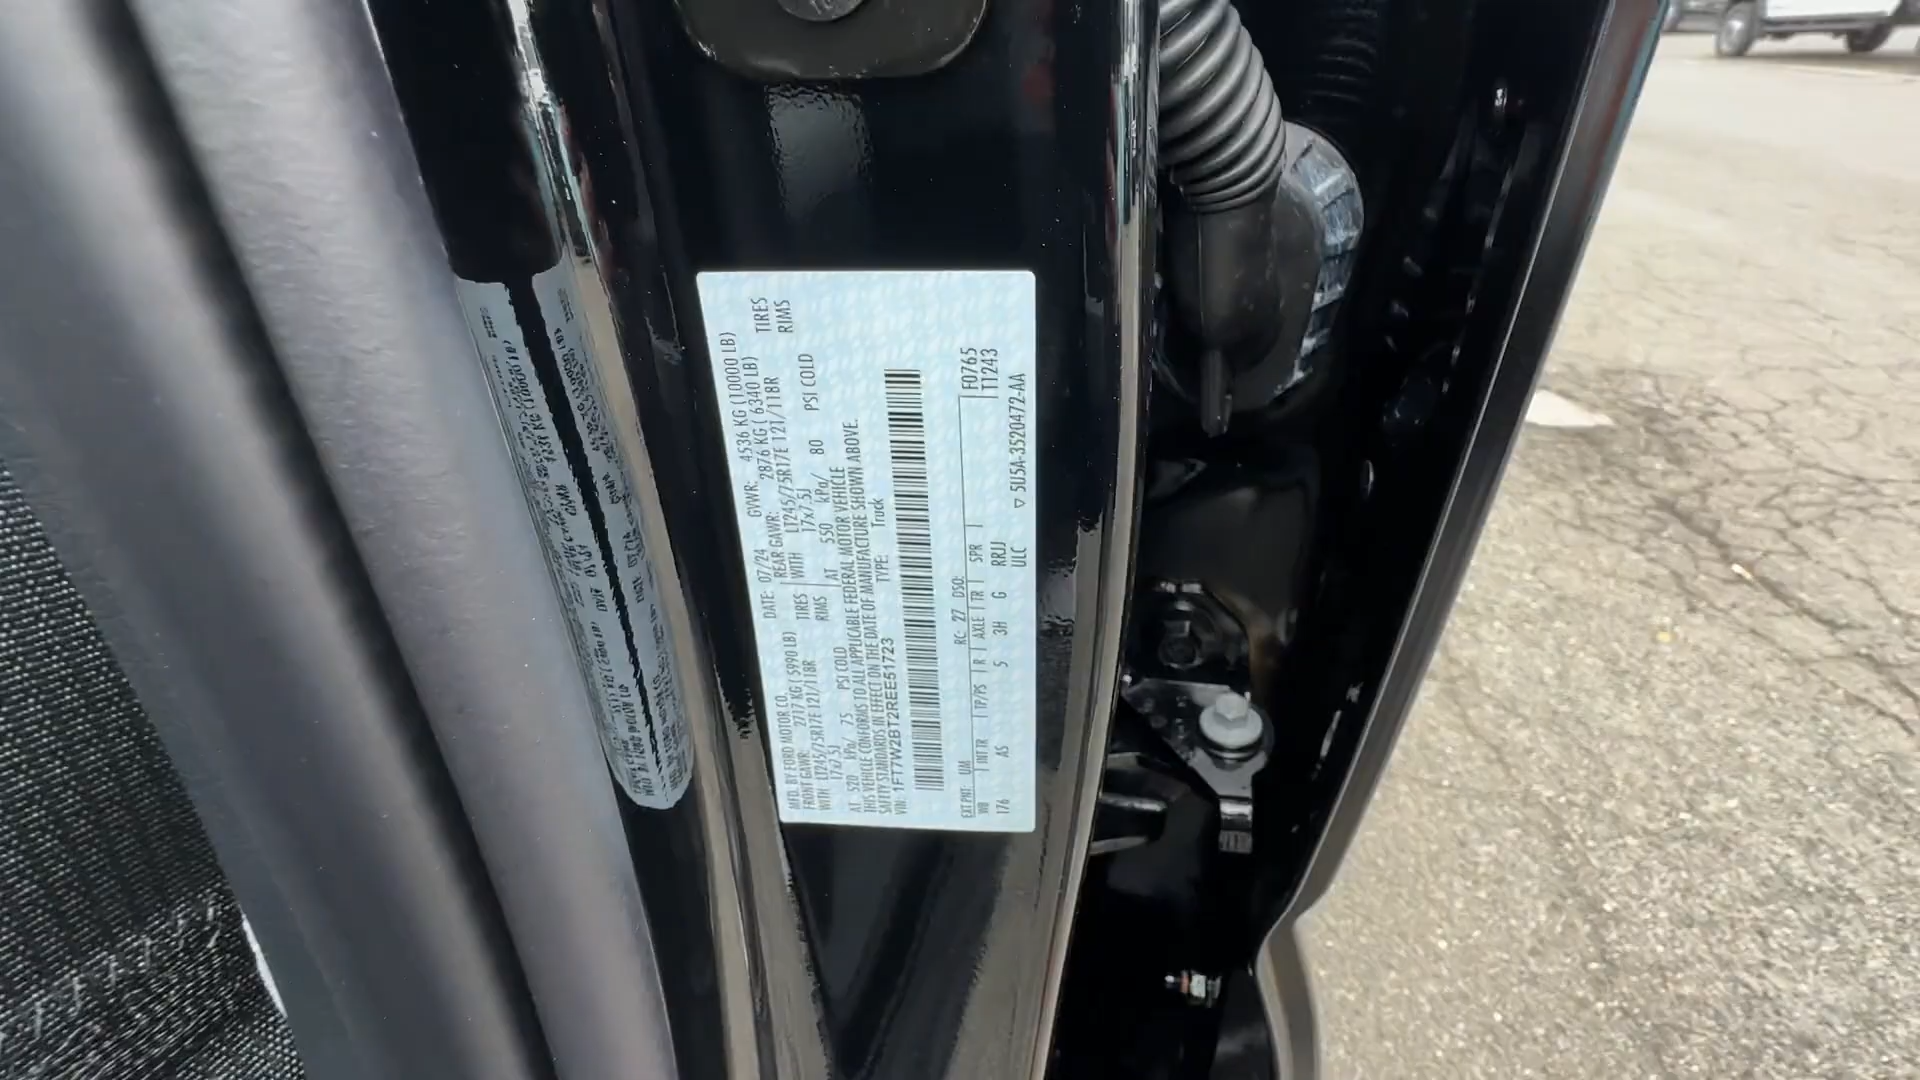 MFD. BY FORD MOTOR CO.
DATE: 07/24 GVWR: 4536 KG (10000 LB)
FRONT GAWR: 2717 KG (5990 LB) REAR GAWR: 2876 KG (6340 LB)
WITH LT245/75R17E 121/118R TIRES WITH LT245/75R17E 121/118R TIRES
17x7.5J RIMS 17x7.5J RIMS
AT 520 kPa/ 75 PSI COLD AT 550 kPa/ 80 PSI COLD
THIS VEHICLE CONFORMS TO ALL APPLICABLE FEDERAL MOTOR VEHICLE
SAFETY STANDARDS IN EFFECT ON THE DATE OF MANUFACTURE SHOWN ABOVE.
VIN: 1FT7W2BT2REE51723 TYPE: Truck
EXT PNT: UM RC: 27 DSO: F0765
WB INT TR TP/PS R AXLE TR SPR T1243
176 AS 5 3H G RRJJ
ULC ▽ 5U5A-3520472-AA